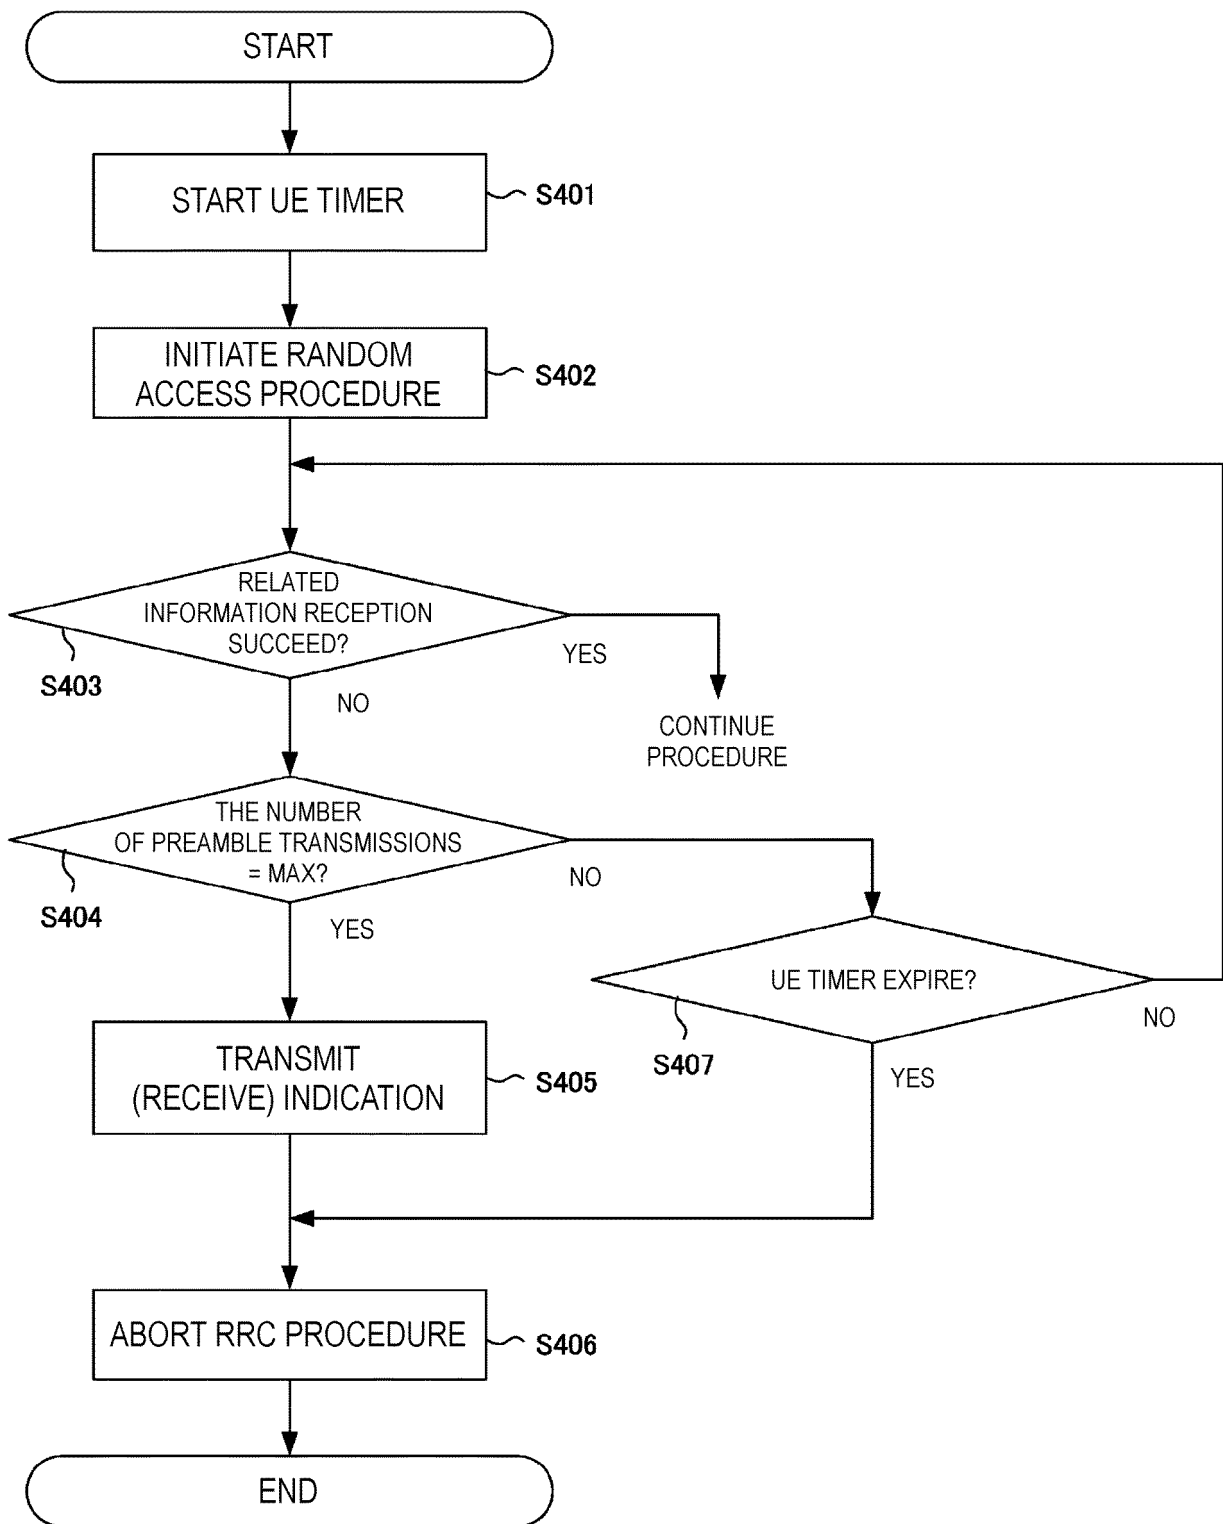 START
START UE TIMER
S401
INITIATE RANDOM
ACCESS PROCEDURE
S402
RELATED
INFORMATION RECEPTION
SUCCEED?
S403
YES
NO
CONTINUE
PROCEDURE
THE NUMBER
OF PREAMBLE TRANSMISSIONS
= MAX?
S404
NO
YES
UE TIMER EXPIRE?
S407
NO
YES
TRANSMIT
(RECEIVE) INDICATION
S405
ABORT RRC PROCEDURE
S406
END